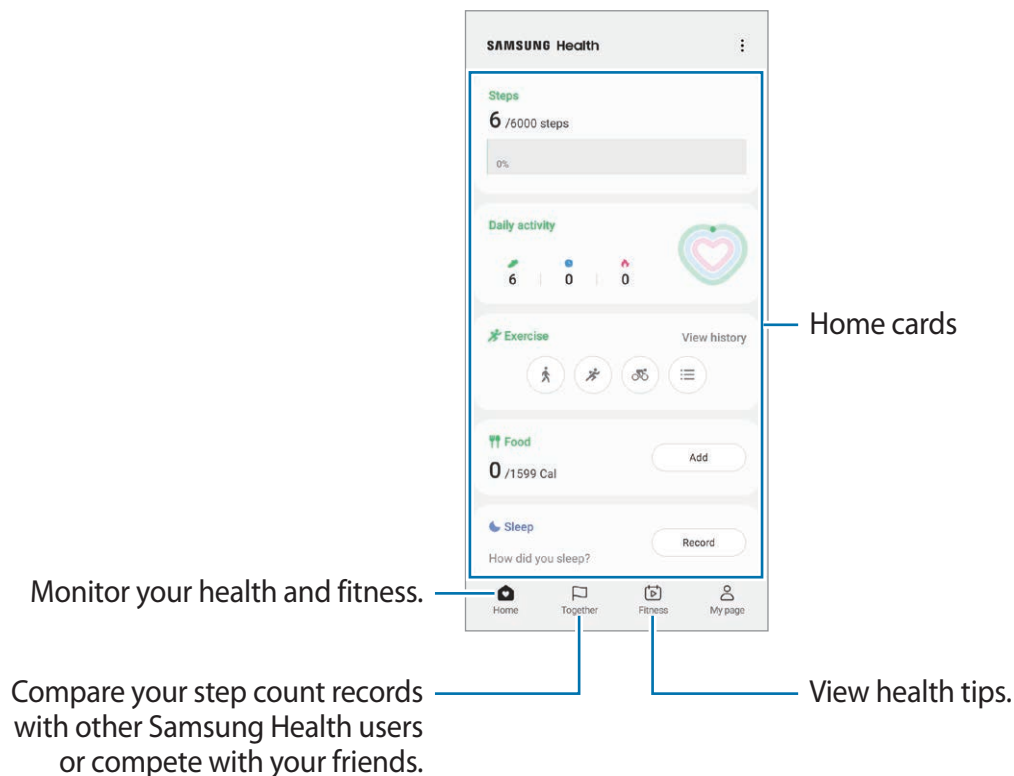 SAMSUNG Health
Steps
6 /6000 steps
0%
Daily activity
6 0 0
Exercise View history
Food
0 /1599 Cal
Add
Sleep
How did you sleep?
Record
Home Together Fitness My page
Home cards
Monitor your health and fitness.
Compare your step count records
with other Samsung Health users
or compete with your friends.
View health tips.